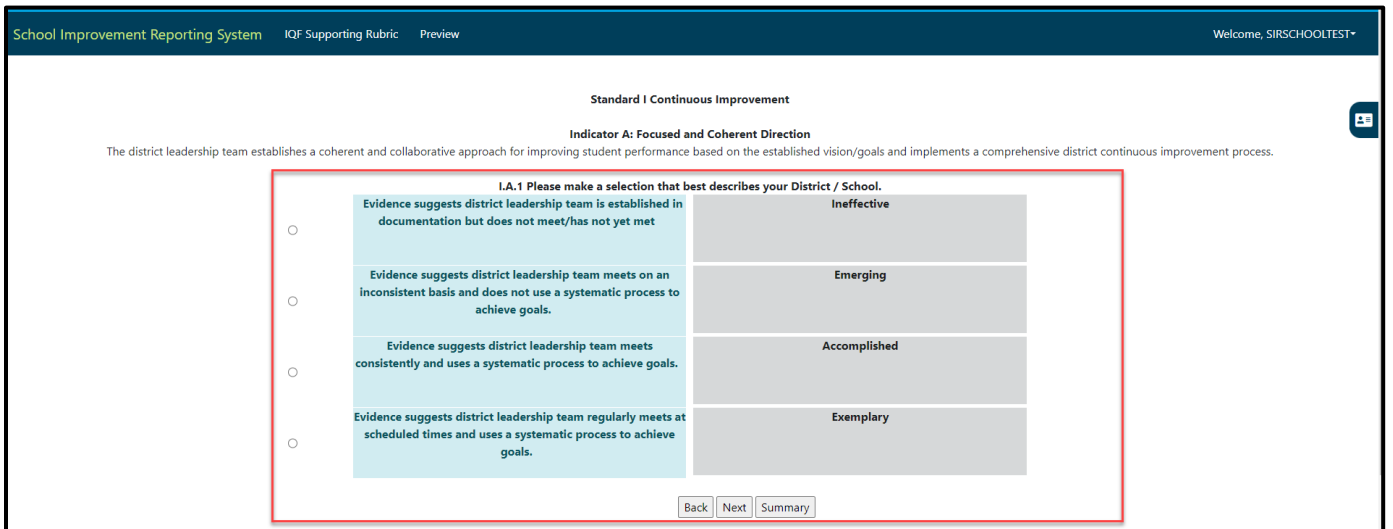 School Improvement Reporting System IQF Supporting Rubric Preview Welcome, SIRSCHOOLTEST
Standard I Continuous Improvement
Indicator A: Focused and Coherent Direction
The district leadership team establishes a coherent and collaborative approach for improving student performance based on the established vision/goals and implements a comprehensive district continuous improvement process.
I.A.1 Please make a selection that best describes your District / School.
Evidence suggests district leadership team is established in
documentation but does not meet/has not yet met
Ineffective
Evidence suggests district leadership team meets on an
inconsistent basis and does not use a systematic process to
achieve goals.
Emerging
Evidence suggests district leadership team meets
consistently and uses a systematic process to achieve goals.
Accomplished
Evidence suggests district leadership team regularly meets at
scheduled times and uses a systematic process to achieve
goals.
Exemplary
Back Next Summary